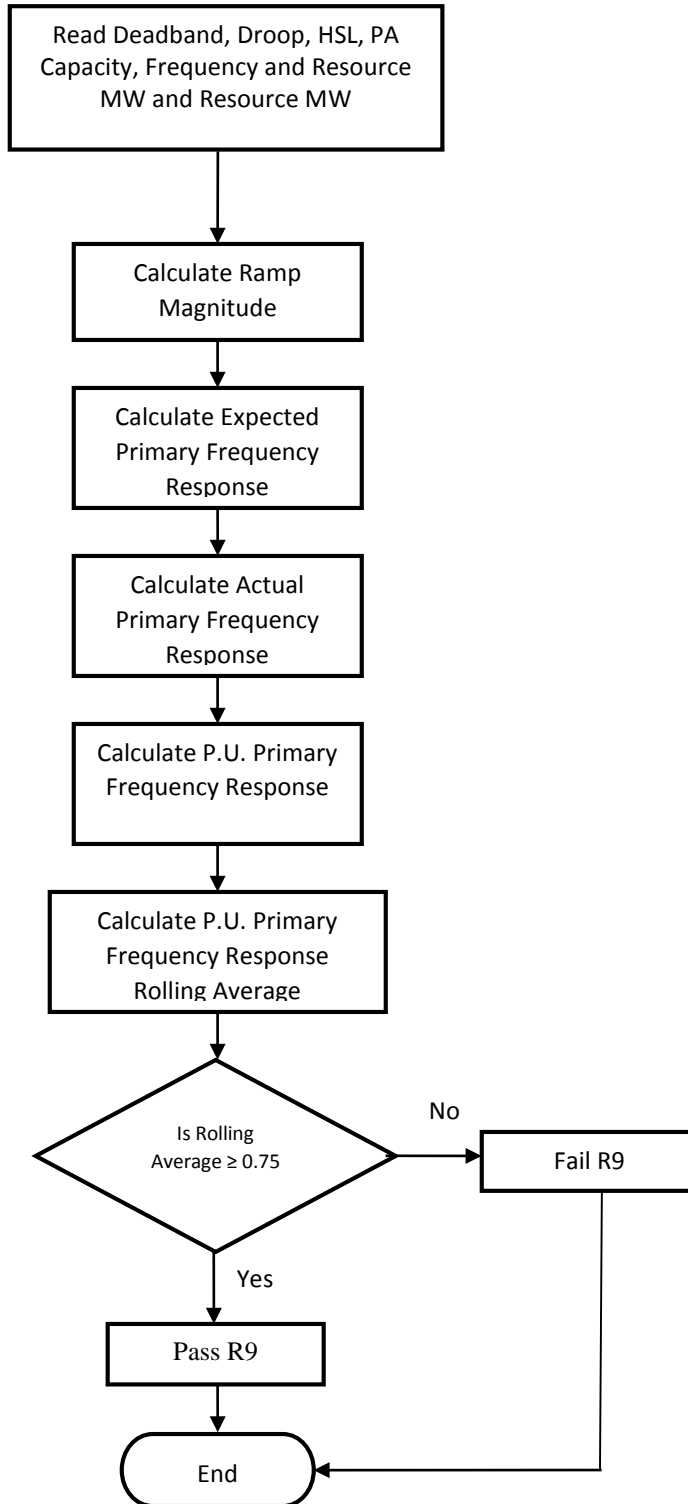 Read Deadband, Droop, HSL, PA
Capacity, Frequency and Resource
MW and Resource MW
Calculate Ramp
Magnitude
Calculate Expected
Primary Frequency
Response
Calculate Actual
Primary Frequency
Response
Calculate P.U. Primary
Frequency Response
Calculate P.U. Primary
Frequency Response
Rolling Average
Is Rolling
Average ≥ 0.75
No
Fail R9
Yes
Pass R9
End